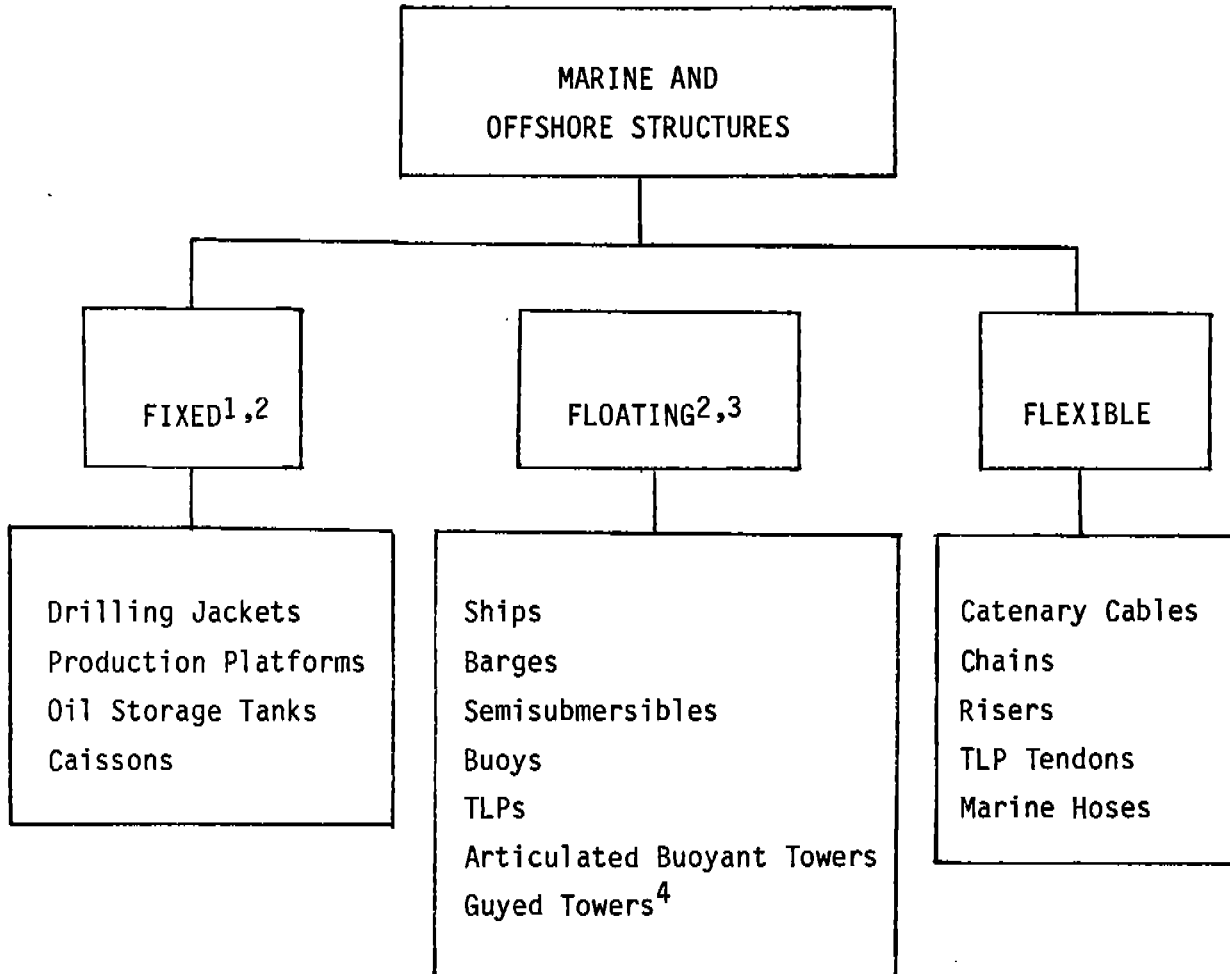 MARINE AND
OFFSHORE STRUCTURES
FIXED1,2
FLOATING2,3
FLEXIBLE
Drilling Jackets
Production Platforms
Oil Storage Tanks
Caissons
Ships
Barges
Semisubmersibles
Buoys
TLPs
Articulated Buoyant Towers
Guyed Towers4
Catenary Cables
Chains
Risers
TLP Tendons
Marine Hoses